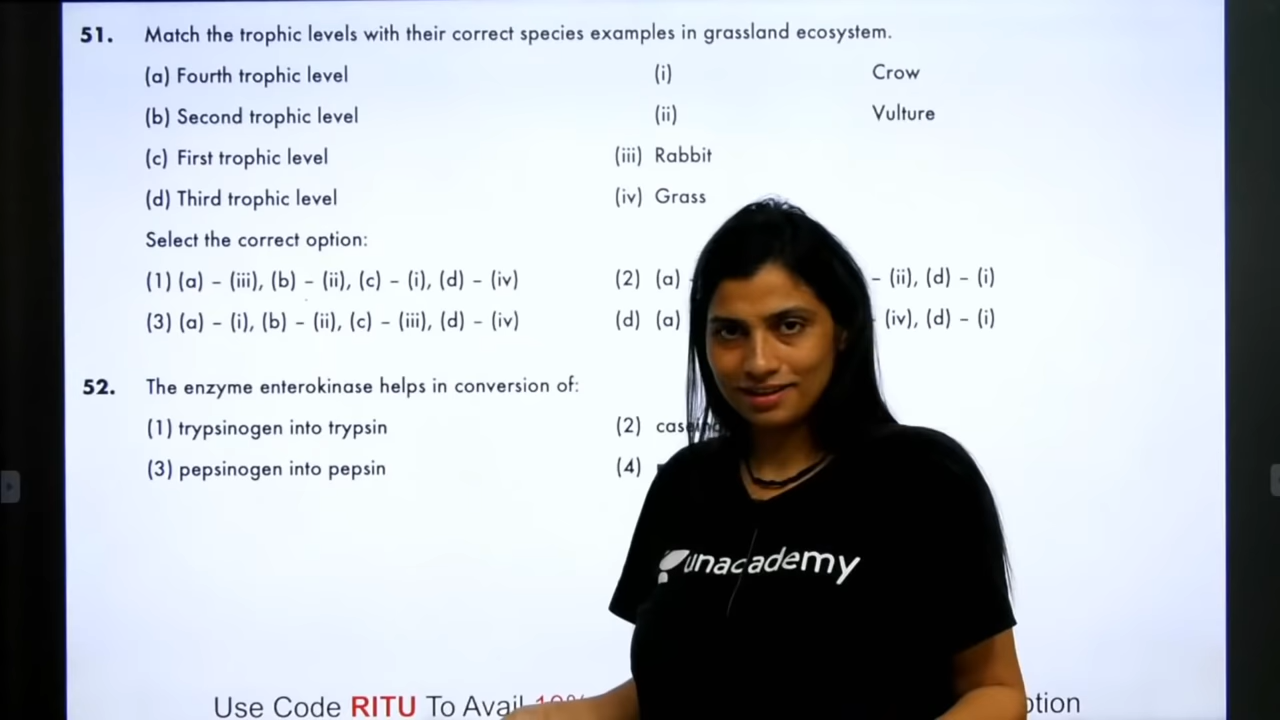 51. Match the trophic levels with their correct species examples in grassland ecosystem.
(a) Fourth trophic level (i) Crow
(b) Second trophic level (ii) Vulture
(c) First trophic level (iii) Rabbit
(d) Third trophic level (iv) Grass
Select the correct option:
(1) (a) – (iii), (b) – (ii), (c) – (i), (d) – (iv) (2) (a) – (ii), (d) – (i)
(3) (a) – (i), (b) – (ii), (c) – (iii), (d) – (iv) (d) (a) (iv), (d) – (i)
52. The enzyme enterokinase helps in conversion of:
(1) trypsinogen into trypsin (2)
(3) pepsinogen into pepsin (4)
unacademy
Use Code RITU To Avail